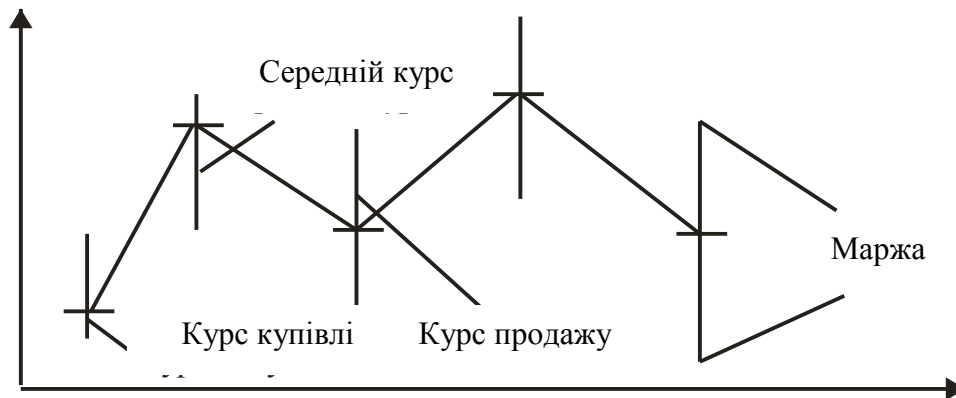 Середній курс
Маржа
Курс купівлі
Курс продажу